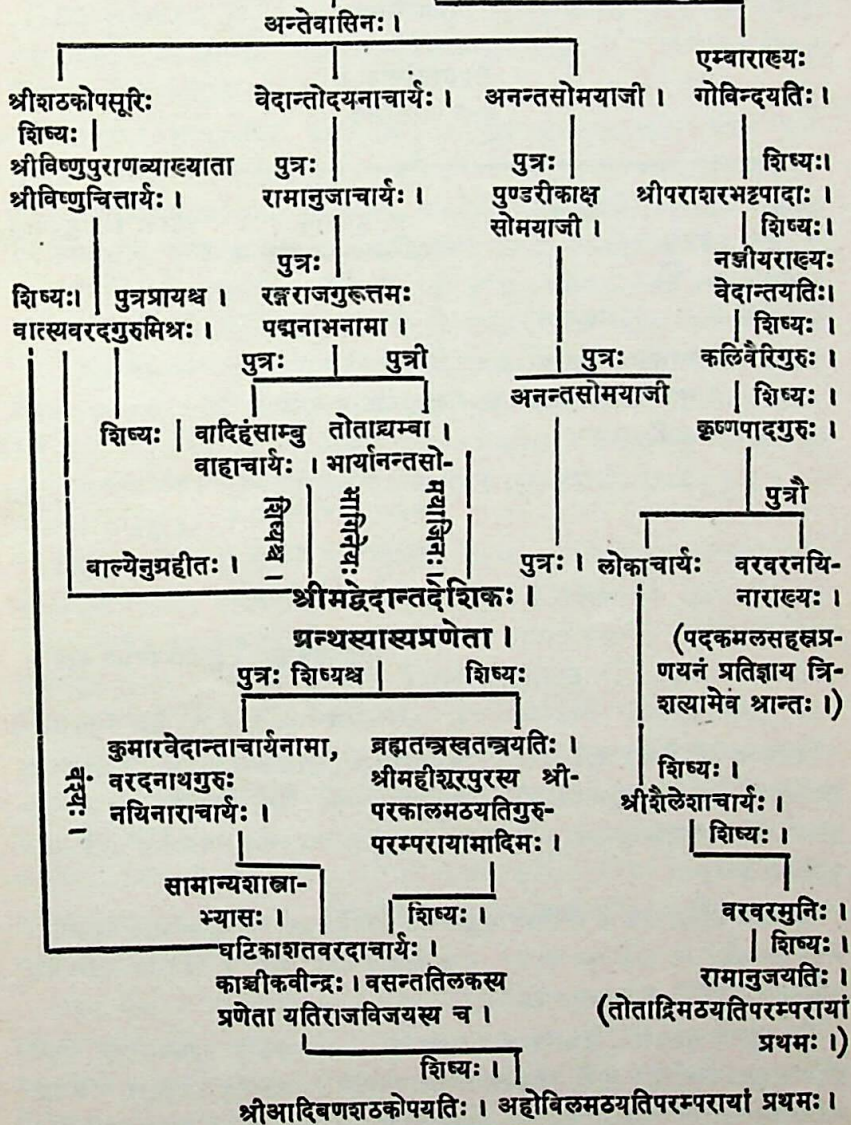 अन्तेवासिनः ।
एम्बाराख्यः
श्रीशठकोपसूरिः वेदान्तोदयनाचार्यः । अनन्तसोमयाजी । गोविन्दयतिः ।
शिष्यः
श्रीविष्णुपुराणव्याख्याता पुत्रः पुत्रः शिष्यः।
श्रीविष्णुचित्तार्यः । रामानुजाचार्यः । पुण्डरीकाक्ष श्रीपराशरभट्टपादाः ।
सोमयाजी । शिष्यः।
पुत्रः नञ्जीयराख्यः
शिष्यः। पुत्रप्रायश्च । रङ्गराजगुरूत्तमः वेदान्तयतिः।
वात्स्यवरदगुरुमिश्रः । पद्मनाभनामा । शिष्यः ।
पुत्रः पुत्री पुत्रः कलिवैरिगुरुः ।
अनन्तसोमयाजी शिष्यः ।
शिष्यः वादिहंसाम्बु तोताद्र्यम्बा । कृष्णपादगुरुः ।
वाहाचार्यः । भार्यानन्तसो-
मयाजिनः ।
शिष्यश्च ।
भागिनेयः
पुत्रौ
वाल्येनुग्रहीतः । पुत्रः । लोकाचार्यः वरवरनयि-
श्रीमद्वेदान्तदेशिकः । नाराख्यः ।
ग्रन्थस्यास्यप्रणेता । (पदकमलसहस्रप्र-
पुत्रः शिष्यश्च शिष्यः णयनं प्रतिज्ञाय त्रि-
शत्यामेव श्रान्तः ।)
कुमारवेदान्ताचार्यनामा, ब्रह्मतन्त्रस्वतन्त्रयतिः ।
वरदनाथगुरुः श्रीमहीशूरपुरस्य श्री- शिष्यः ।
नयिनाराचार्यः । परकालमठयतिगुरु- श्रीशैलेशाचार्यः ।
परम्परायामादिमः । शिष्यः ।
वंश्यः ।
सामान्यशास्त्रा-
भ्यासः । शिष्यः । वरवरमुनिः ।
घटिकाशतवरदाचार्यः । शिष्यः ।
काञ्चीकवीन्द्रः । वसन्ततिलकस्य रामानुजयतिः ।
प्रणेता यतिराजविजयस्य च । (तोताद्रिमठयतिपरम्परायां
प्रथमः ।)
शिष्यः ।
श्रीआदिबणशठकोपयतिः । अहोबिलमठयतिपरम्परायां प्रथमः ।